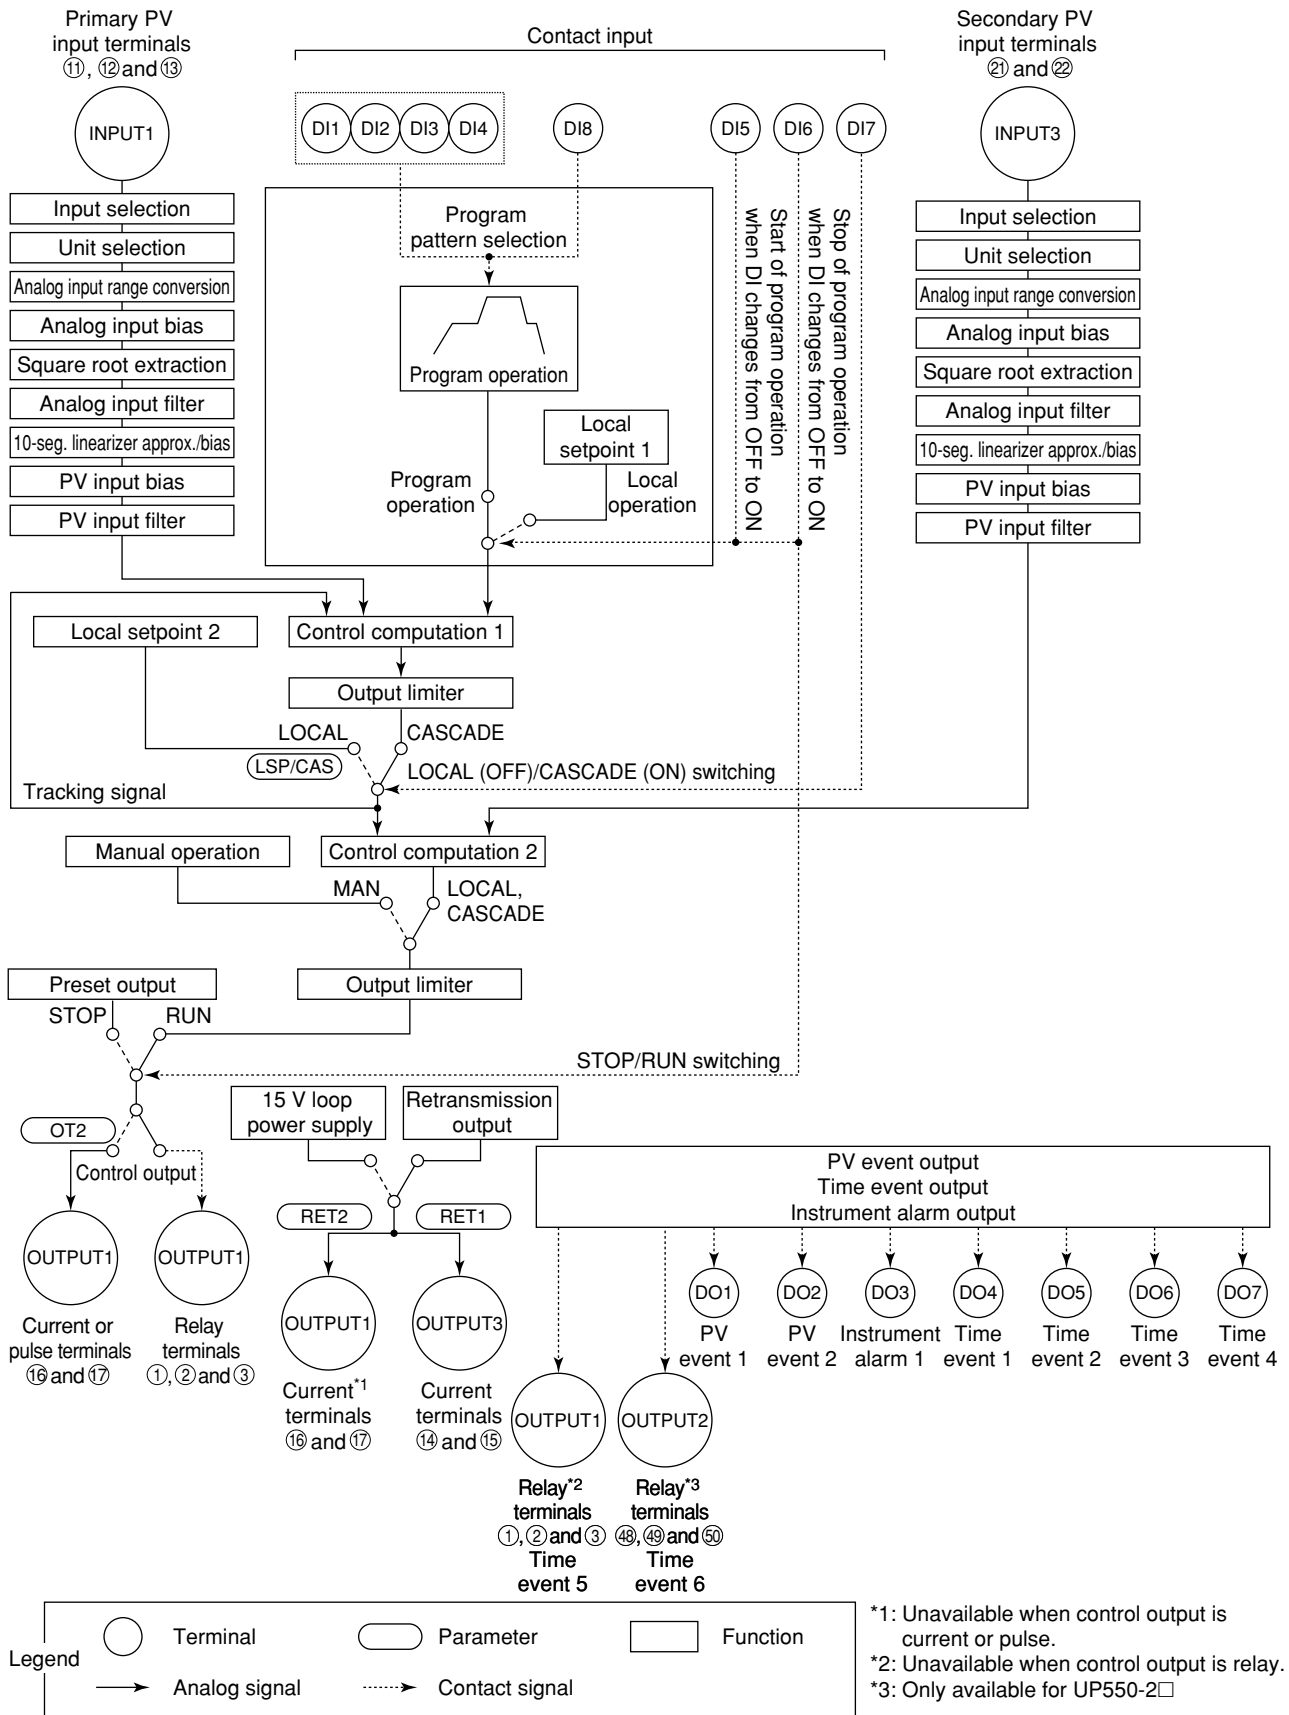 Primary PV
input terminals
⑪, ⑫ and ⑬
INPUT1
Input selection
Unit selection
Analog input range conversion
Analog input bias
Square root extraction
Analog input filter
10-seg. linearizer approx./bias
PV input bias
PV input filter
Contact input
DI1
DI2
DI3
DI4
DI8
DI5
DI6
DI7
Secondary PV
input terminals
㉑ and ㉒
INPUT3
Input selection
Unit selection
Analog input range conversion
Analog input bias
Square root extraction
Analog input filter
10-seg. linearizer approx./bias
PV input bias
PV input filter
Program
pattern selection
Program operation
Local
setpoint 1
Program
operation
Local
operation
Start of program operation
when DI changes from OFF to ON
Stop of program operation
when DI changes from OFF to ON
Local setpoint 2
Control computation 1
Output limiter
LOCAL
CASCADE
LSP/CAS
LOCAL (OFF)/CASCADE (ON) switching
Tracking signal
Manual operation
Control computation 2
MAN
LOCAL,
CASCADE
Preset output
Output limiter
STOP
RUN
STOP/RUN switching
OT2
Control output
OUTPUT1
Current or
pulse terminals
⑯ and ⑰
OUTPUT1
Relay
terminals
①, ② and ③
15 V loop
power supply
Retransmission
output
RET2
RET1
OUTPUT1
Current*1
terminals
⑯ and ⑰
OUTPUT3
Current
terminals
⑭ and ⑮
PV event output
Time event output
Instrument alarm output
DO1
PV
event 1
DO2
PV
event 2
DO3
Instrument
alarm 1
DO4
Time
event 1
DO5
Time
event 2
DO6
Time
event 3
DO7
Time
event 4
OUTPUT1
Relay*2
terminals
①, ② and ③
Time
event 5
OUTPUT2
Relay*3
terminals
㊽, ㊾ and ㊿
Time
event 6
Legend
Terminal
Parameter
Function
Analog signal
Contact signal
*1: Unavailable when control output is
current or pulse.
*2: Unavailable when control output is relay.
*3: Only available for UP550-2□